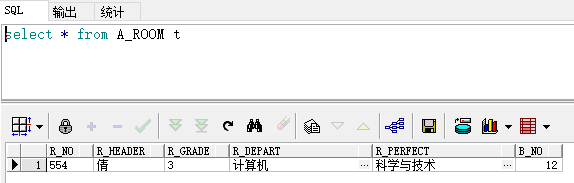 SQL 输出 统计
select * from A_ROOM t
R_NO R_HEADER R_GRADE R_DEPART R_PERFECT B_NO
1 554 倩 3 计算机 ··· 科学与技术 ··· 12